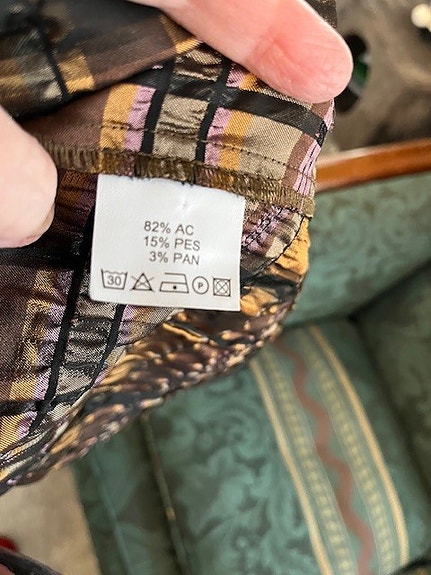 82% AC
15% PES
3% PAN
30 P